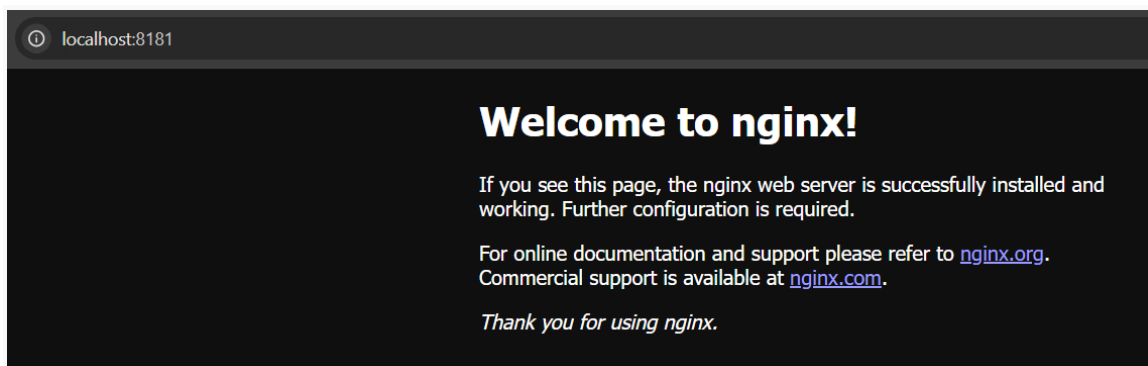 localhost:8181
Welcome to nginx!
If you see this page, the nginx web server is successfully installed and
working. Further configuration is required.
For online documentation and support please refer to nginx.org.
Commercial support is available at nginx.com.
Thank you for using nginx.